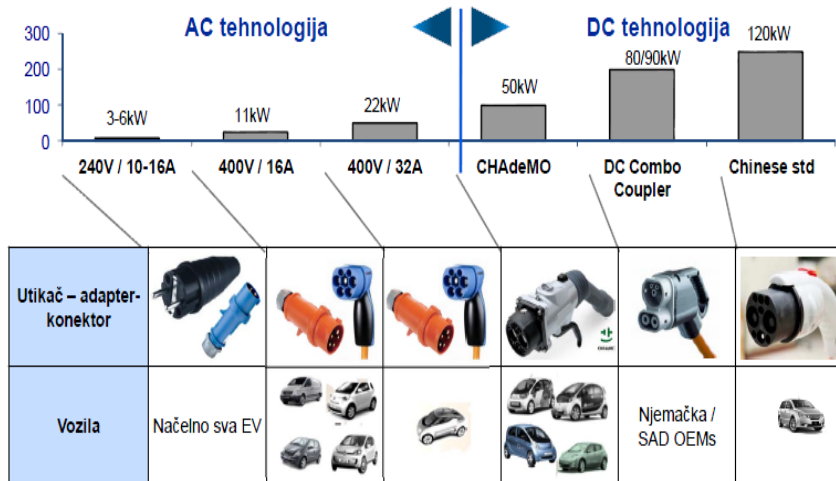 AC tehnologija
DC tehnologija
300
200
100
0
3-6kW
11kW
22kW
50kW
80/90kW
120kW
240V / 10-16A
400V / 16A
400V / 32A
CHAdeMO
DC Combo
Coupler
Chinese std
Utikač – adapter-
konektor
Vozila
Načelno sva EV
Njemačka /
SAD OEMs